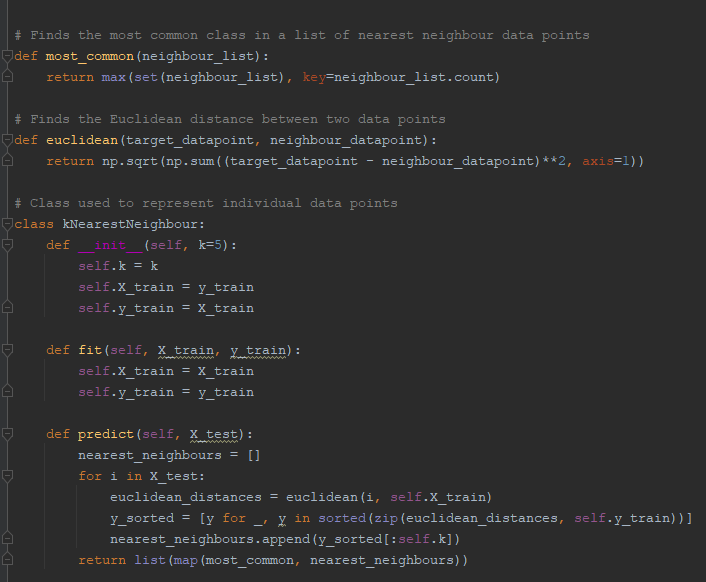 # Finds the most common class in a list of nearest neighbour data points
def most_common(neighbour_list):
    return max(set(neighbour_list), key=neighbour_list.count)
# Finds the Euclidean distance between two data points
def euclidean(target_datapoint, neighbour_datapoint):
    return np.sqrt(np.sum((target_datapoint - neighbour_datapoint)**2, axis=1))
# Class used to represent individual data points
class kNearestNeighbour:
    def __init__(self, k=5):
        self.k = k
        self.X_train = y_train
        self.y_train = X_train
    def fit(self, X_train, y_train):
        self.X_train = X_train
        self.y_train = y_train
    def predict(self, X_test):
        nearest_neighbours = []
        for i in X_test:
            euclidean_distances = euclidean(i, self.X_train)
            y_sorted = [y for _, y in sorted(zip(euclidean_distances, self.y_train))]
            nearest_neighbours.append(y_sorted[:self.k])
        return list(map(most_common, nearest_neighbours))